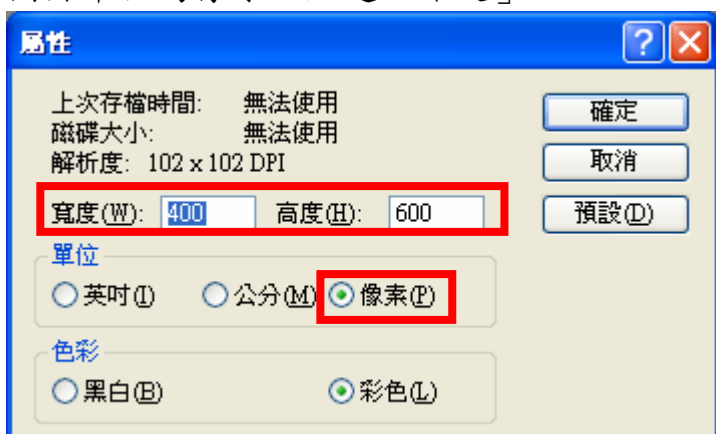 屬性
上次存檔時間: 無法使用
磁碟大小: 無法使用
解析度: 102 x 102 DPI
寬度(W): 400 高度(H): 600
確定
取消
預設(D)
單位
英吋(I) 公分(M) 像素(P)
色彩
黑白(B) 彩色(L)